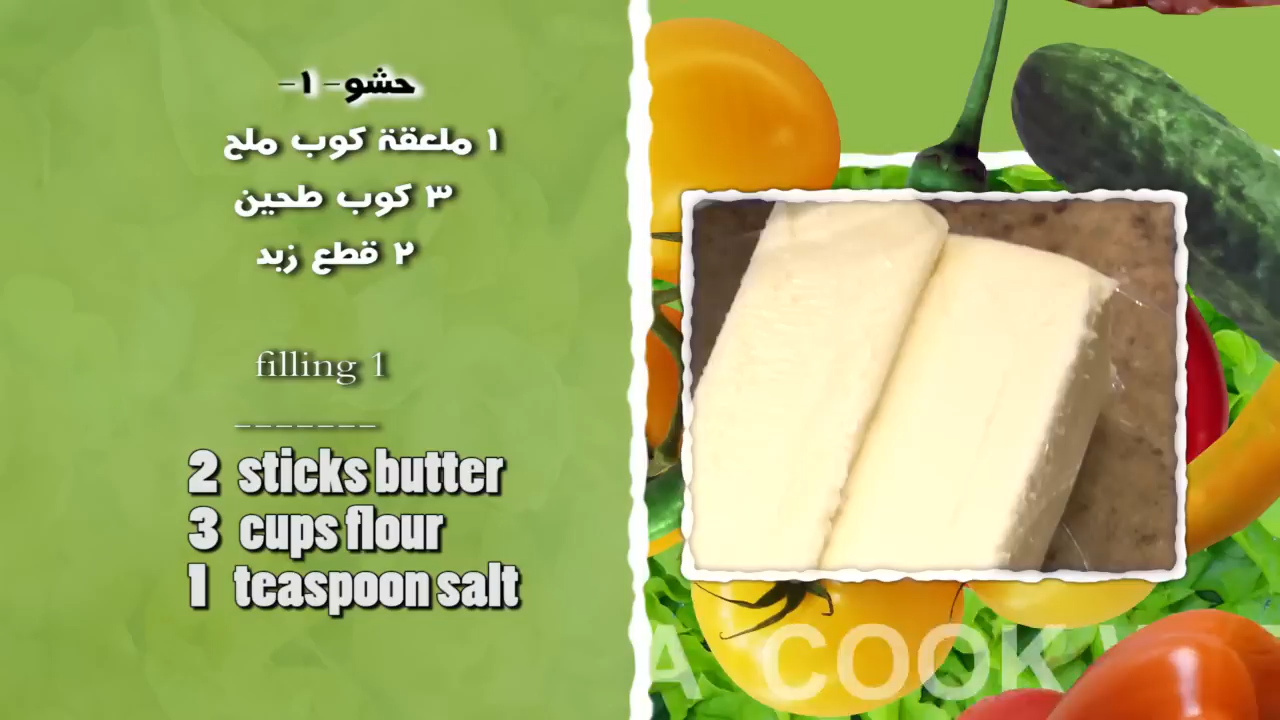 حشو- ١-
١ ملعقة كوب ملح
٣ كوب طحين
٢ قطع زبد
filling 1
-------
2 sticks butter
3 cups flour
1 teaspoon salt
A COOK